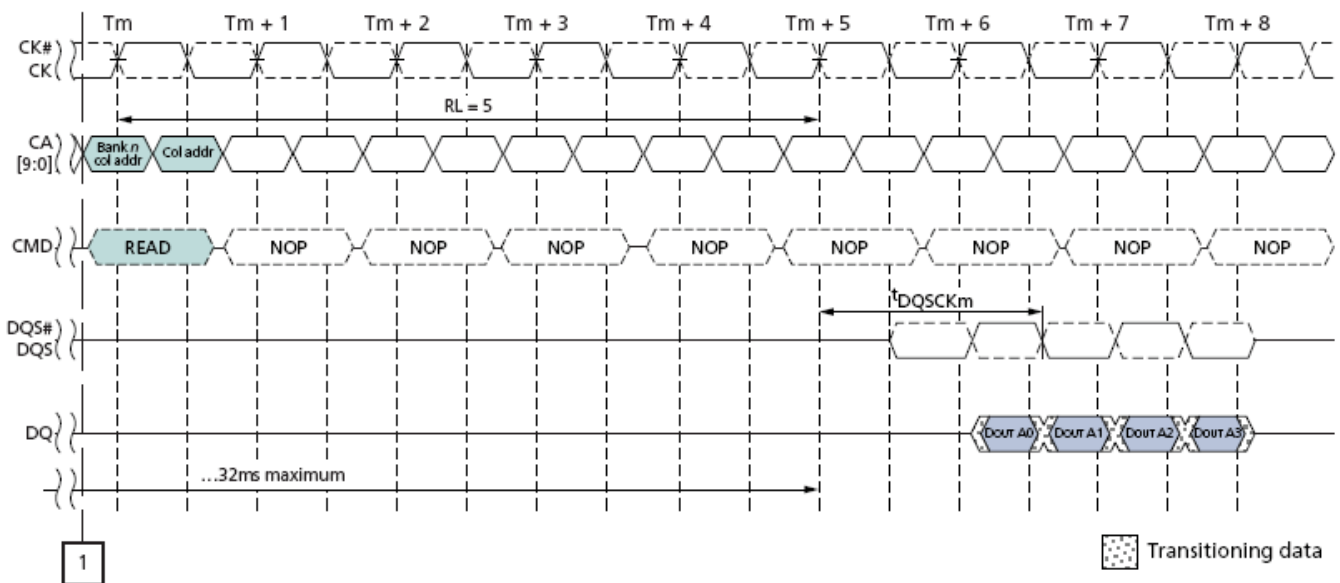 Tm Tm + 1 Tm + 2 Tm + 3 Tm + 4 Tm + 5 Tm + 6 Tm + 7 Tm + 8
CK#
CK
RL = 5
CA
[9:0]
Bank n
col addr
Col addr
CMD
READ NOP NOP NOP NOP NOP NOP NOP NOP
tDQSCKm
DQS#
DQS
DQ
DOUT A0 DOUT A1 DOUT A2 DOUT A3
...32ms maximum
1
Transitioning data